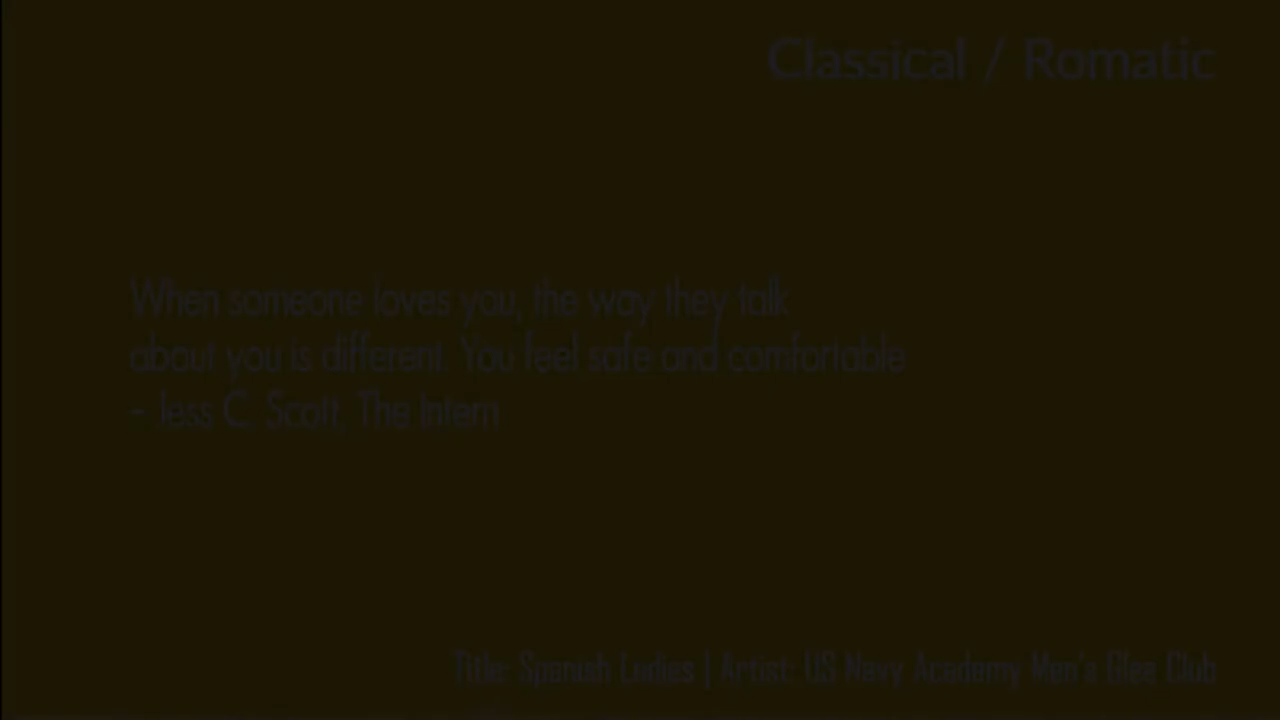 Classical / Romatic
When someone loves you, the way they talk
about you is different. You feel safe and comfortable
- Jess C. Scott, The Intern
Title: Spanish Ladies | Artist: US Navy Academy Men's Glee Club